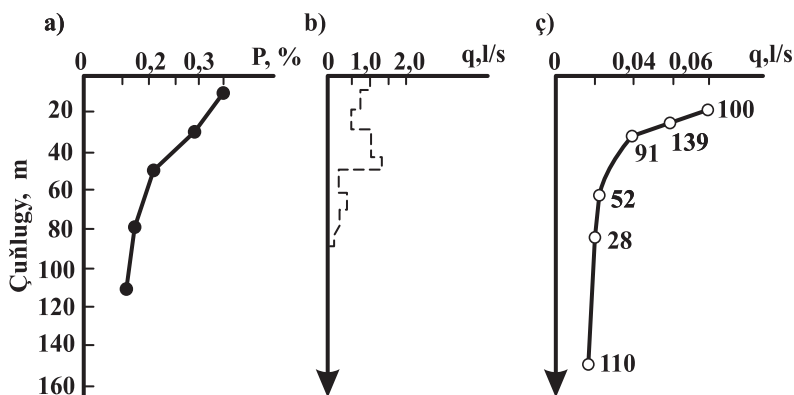 a)
b)
ç)
0 0,2 0,3 P, %
0 1,0 2,0 q,l/s
0 0,04 0,06 q,l/s
20
40
60
80
100
120
140
160
Çuňlugy, m
100
139
91
52
28
110